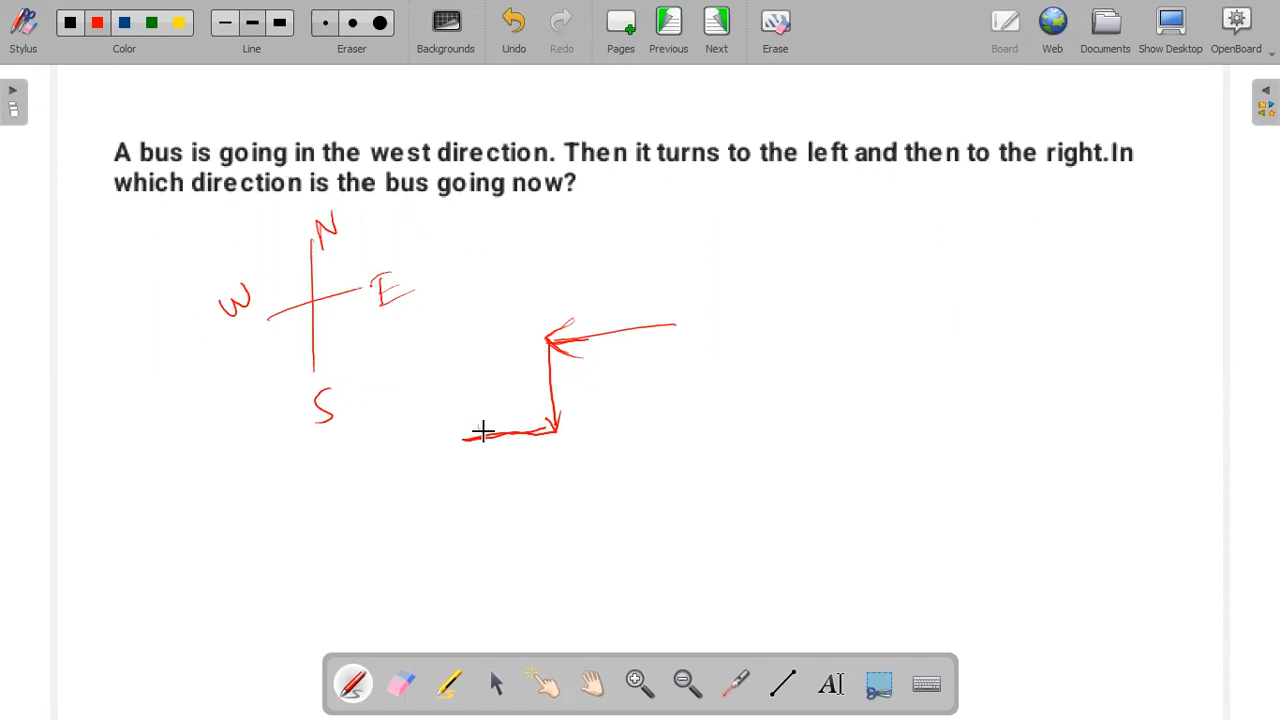 Stylus
Color
Line
Eraser
Backgrounds
Undo
Redo
Pages
Previous
Next
Erase
Board
Web
Documents
Show Desktop
OpenBoard
A bus is going in the west direction. Then it turns to the left and then to the right.In
which direction is the bus going now?
N
W
E
S
AI